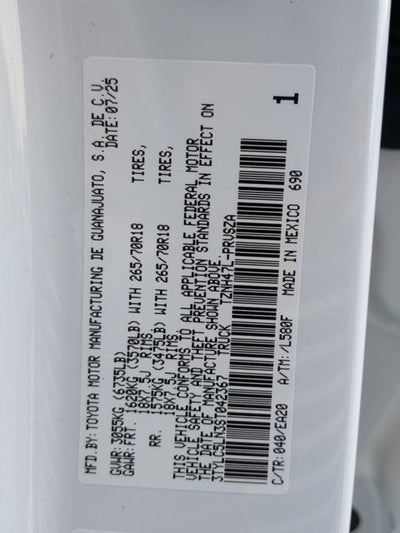 MFD.BY: TOYOTA MOTOR MANUFACTURING DE GUANAJUATO, S.A. DE C.V.
DATE: 07/25
GVWR: 3055KG (6735LB)
GAWR: FRT. 1620KG (3570LB) WITH 265/70R18 TIRES,
18X7.5J RIMS
RR. 1575KG (3475LB) WITH 265/70R18 TIRES,
18X7.5J RIMS
THIS VEHICLE CONFORMS TO ALL APPLICABLE FEDERAL MOTOR
VEHICLE SAFETY AND THEFT PREVENTION STANDARDS IN EFFECT ON
THE DATE OF MANUFACTURE SHOWN ABOVE.
3TYLC5LN3ST042367 TRUCK TZNH47L-PRVSZA
1
C/TR: 040/EA20 A/TM: /L580F MADE IN MEXICO 690